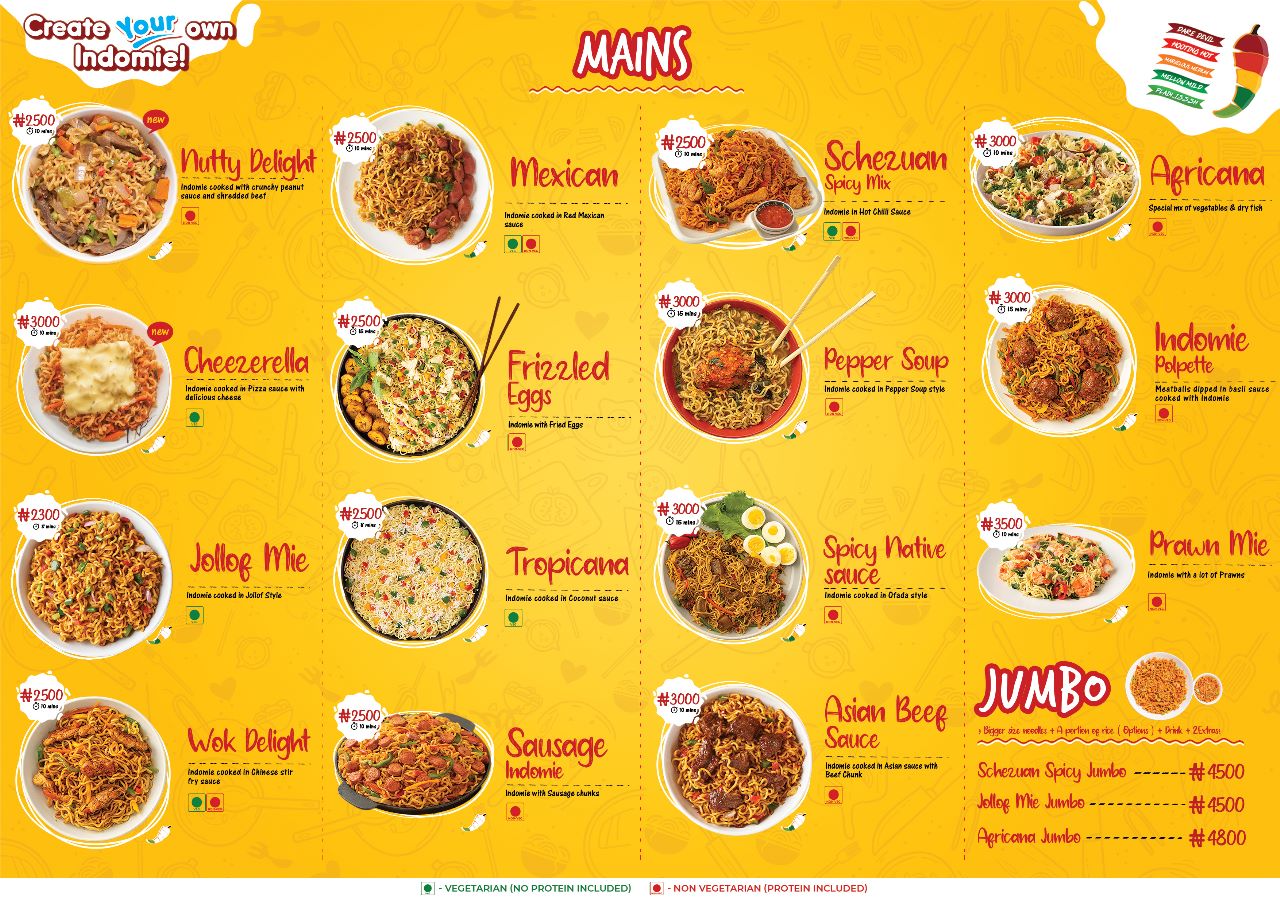 Create Your own
Indomie!
MAINS
DARE DEVIL
HOOTING HOT
MELLOW MILD
₦2500
10 mins
new
Nutty Delight
Indomie cooked with crunchy peanut
sauce and shredded beef
₦3000
10 mins
new
Cheezerella
Indomie cooked in Pizza sauce with
delicious cheese
₦2300
8 mins
Jollof Mie
Indomie cooked in Jollof Style
₦2500
10 mins
Wok Delight
Indomie cooked in Chinese stir
fry sauce
₦2500
10 mins
Mexican
Indomie cooked in Red Mexican
sauce
₦2500
15 mins
Frizzled
Eggs
Indomie with Fried Eggs
₦2500
8 mins
Tropicana
Indomie cooked in Coconut sauce
₦2500
10 mins
Sausage
Indomie
Indomie with Sausage chunks
₦2500
10 mins
Schezuan
Spicy Mix
Indomie in Hot Chilli Sauce
₦3000
15 mins
Pepper Soup
Indomie cooked in Pepper Soup style
₦3000
15 mins
Spicy Native
sauce
Indomie cooked in Ofada style
₦3000
10 mins
Asian Beef
Sauce
Indomie cooked in Asian sauce with
Beef Chunk
₦3000
10 mins
Africana
Special mx of vegetables & dry fish
₦3000
15 mins
Indomie
Polpette
Meatballs dipped in basil sauce
cooked with Indomie
₦3500
10 mins
Prawn Mie
Indomie with a lot of Prawns
JUMBO
> Bigger size noodles + A portion of rice ( Options ) + Drink + 2Extras!
Schezuan Spicy Jumbo ------ ₦4500
Jollof Mie Jumbo ----------- ₦4500
Africana Jumbo ------------ ₦4800
- VEGETARIAN (NO PROTEIN INCLUDED) - NON VEGETARIAN (PROTEIN INCLUDED)